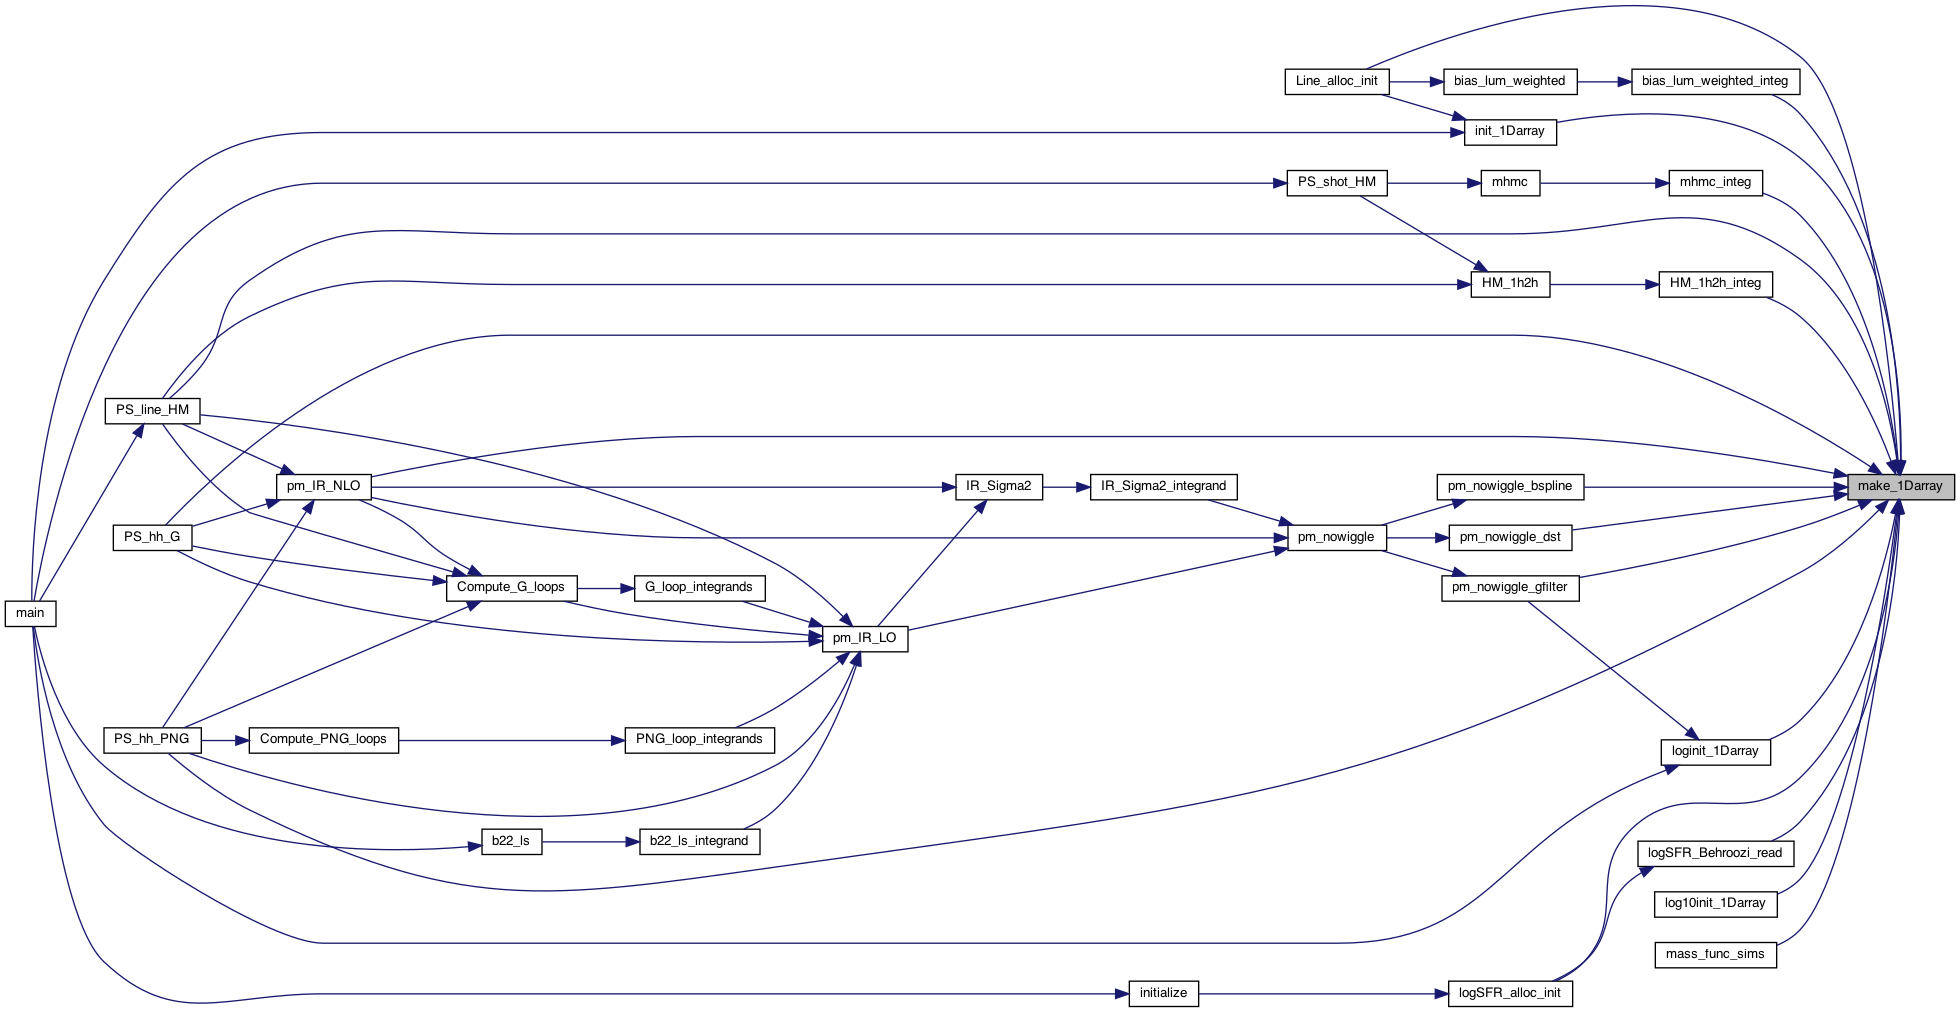 Line_alloc_init
bias_lum_weighted
bias_lum_weighted_integ
init_1Darray
PS_shot_HM
mhmc
mhmc_integ
HM_1h2h
HM_1h2h_integ
PS_line_HM
pm_IR_NLO
IR_Sigma2
IR_Sigma2_integrand
pm_nowiggle_bspline
make_1Darray
PS_hh_G
pm_nowiggle
pm_nowiggle_dst
Compute_G_loops
G_loop_integrands
pm_nowiggle_gfilter
main
pm_IR_LO
PS_hh_PNG
Compute_PNG_loops
PNG_loop_integrands
loginit_1Darray
b22_ls
b22_ls_integrand
logSFR_Behroozi_read
log10init_1Darray
mass_func_sims
initialize
logSFR_alloc_init